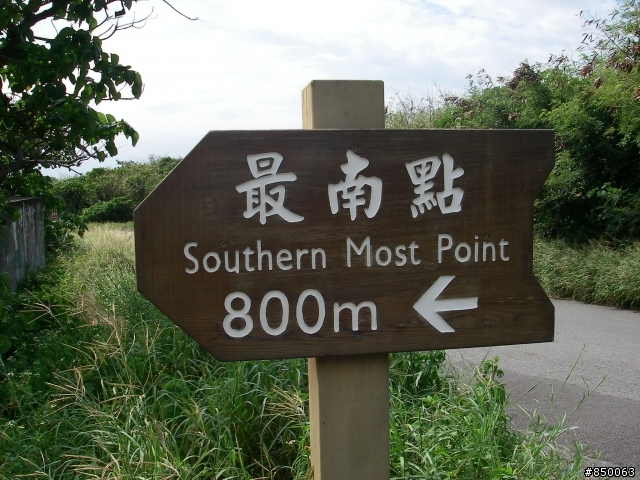 最南點
Southern Most Point
800m ←
#850063